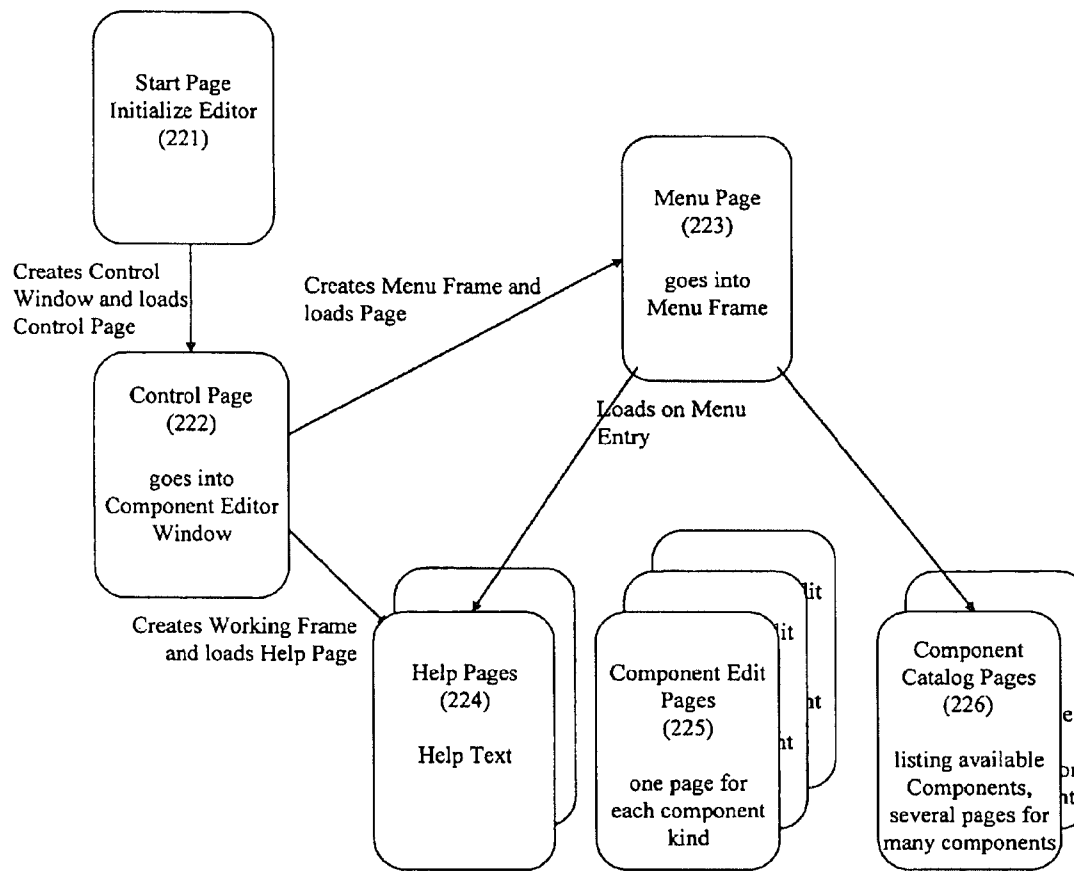 Start Page
Initialize Editor
(221)
Creates Control
Window and loads
Control Page
Creates Menu Frame and
loads Page
Menu Page
(223)
goes into
Menu Frame
Control Page
(222)
goes into
Component Editor
Window
Loads on Menu
Entry
Creates Working Frame
and loads Help Page
Help Pages
(224)
Help Text
Component Edit
Pages
(225)
one page for
each component
kind
Component
Catalog Pages
(226)
listing available
Components,
several pages for
many components